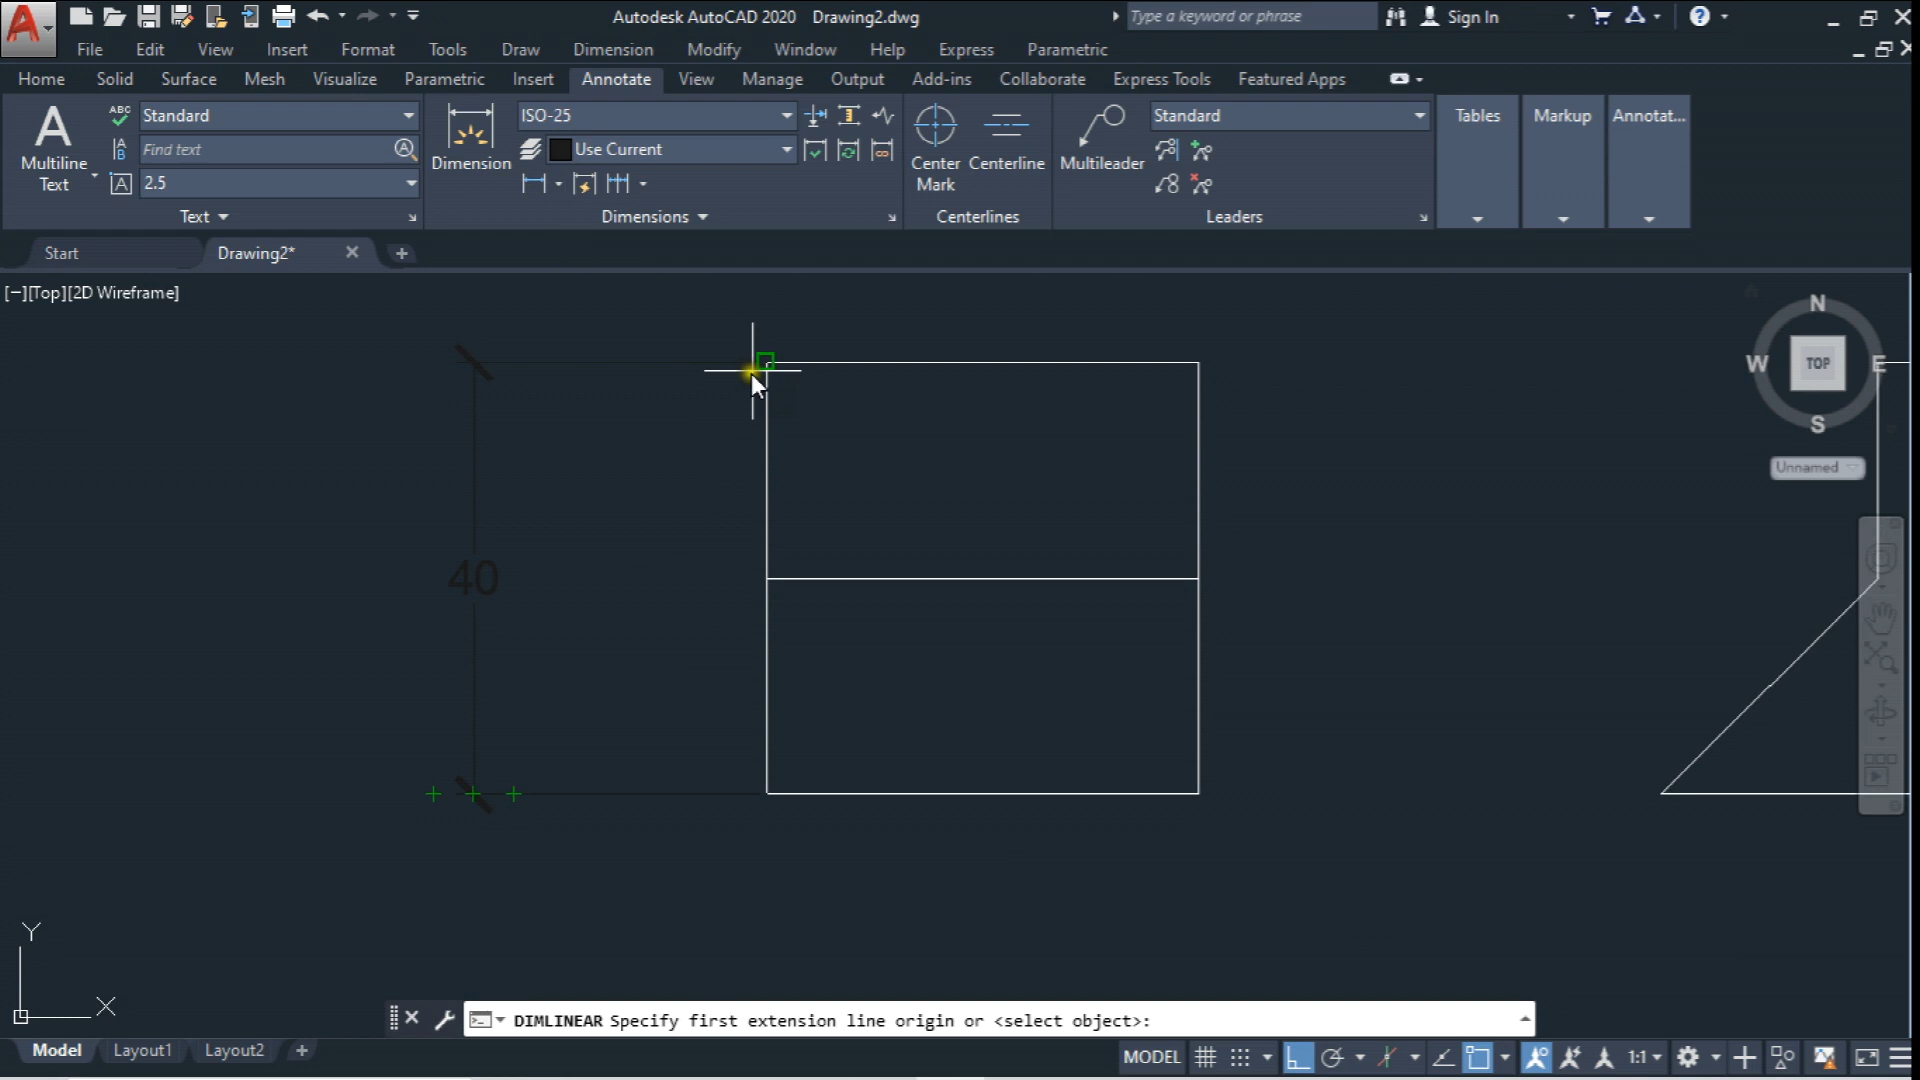 Autodesk AutoCAD 2020 Drawing2.dwg Type a keyword or phrase Sign In
File Edit View Insert Format Tools Draw Dimension Modify Window Help Express Parametric
Home Solid Surface Mesh Visualize Parametric Insert Annotate View Manage Output Add-ins Collaborate Express Tools Featured Apps
Multiline Text
ABC
Standard
Find text
2.5
Text
Dimension
ISO-25
Use Current
Dimensions
Center Mark
Centerline
Centerlines
Multileader
Standard
Leaders
Tables
Markup
Annotat...
Start
Drawing2*
[−][Top][2D Wireframe]
N
W TOP E
S
Unnamed
40
Y
X
DIMLINEAR Specify first extension line origin or <select object>:
Model Layout1 Layout2
MODEL 1:1